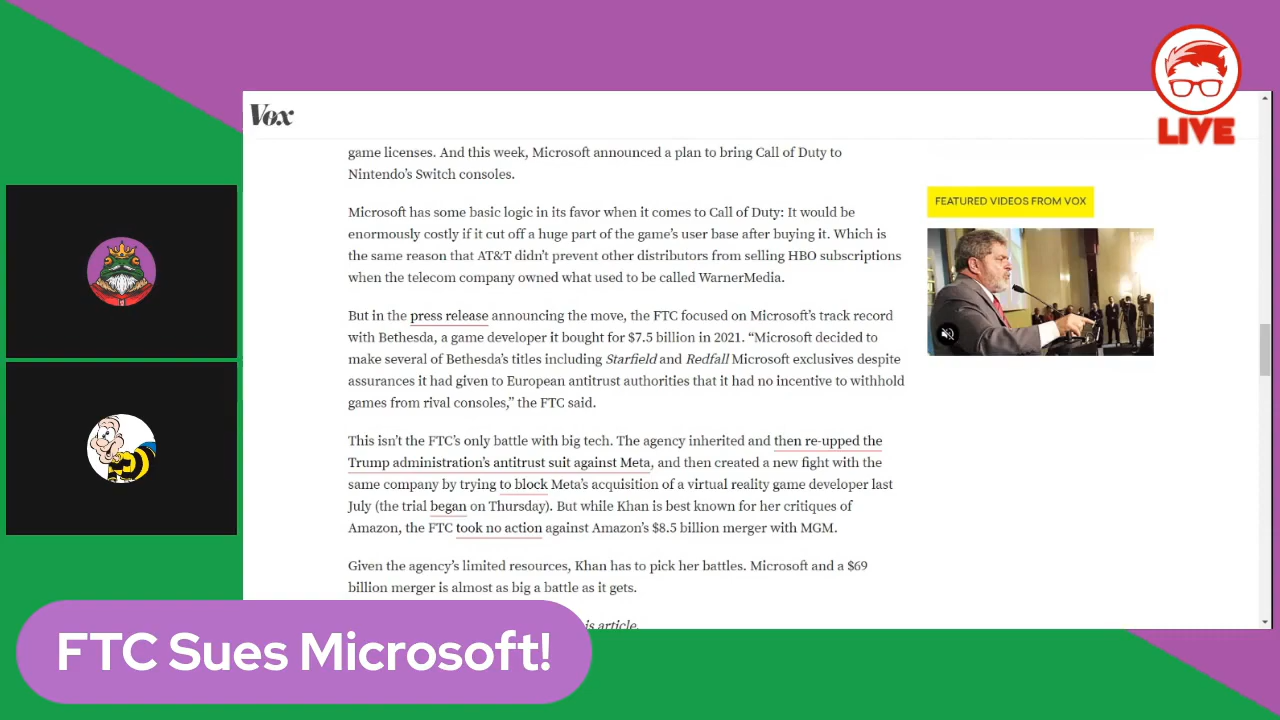 LIVE
Vox
game licenses. And this week, Microsoft announced a plan to bring Call of Duty to
Nintendo’s Switch consoles.
Microsoft has some basic logic in its favor when it comes to Call of Duty: It would be
enormously costly if it cut off a huge part of the game’s user base after buying it. Which is
the same reason that AT&T didn’t prevent other distributors from selling HBO subscriptions
when the telecom company owned what used to be called WarnerMedia.
But in the press release announcing the move, the FTC focused on Microsoft’s track record
with Bethesda, a game developer it bought for $7.5 billion in 2021. “Microsoft decided to
make several of Bethesda’s titles including Starfield and Redfall Microsoft exclusives despite
assurances it had given to European antitrust authorities that it had no incentive to withhold
games from rival consoles,” the FTC said.
This isn’t the FTC’s only battle with big tech. The agency inherited and then re-upped the
Trump administration’s antitrust suit against Meta, and then created a new fight with the
same company by trying to block Meta’s acquisition of a virtual reality game developer last
July (the trial began on Thursday). But while Khan is best known for her critiques of
Amazon, the FTC took no action against Amazon’s $8.5 billion merger with MGM.
Given the agency’s limited resources, Khan has to pick her battles. Microsoft and a $69
billion merger is almost as big a battle as it gets.
is article.
FEATURED VIDEOS FROM VOX
FTC Sues Microsoft!